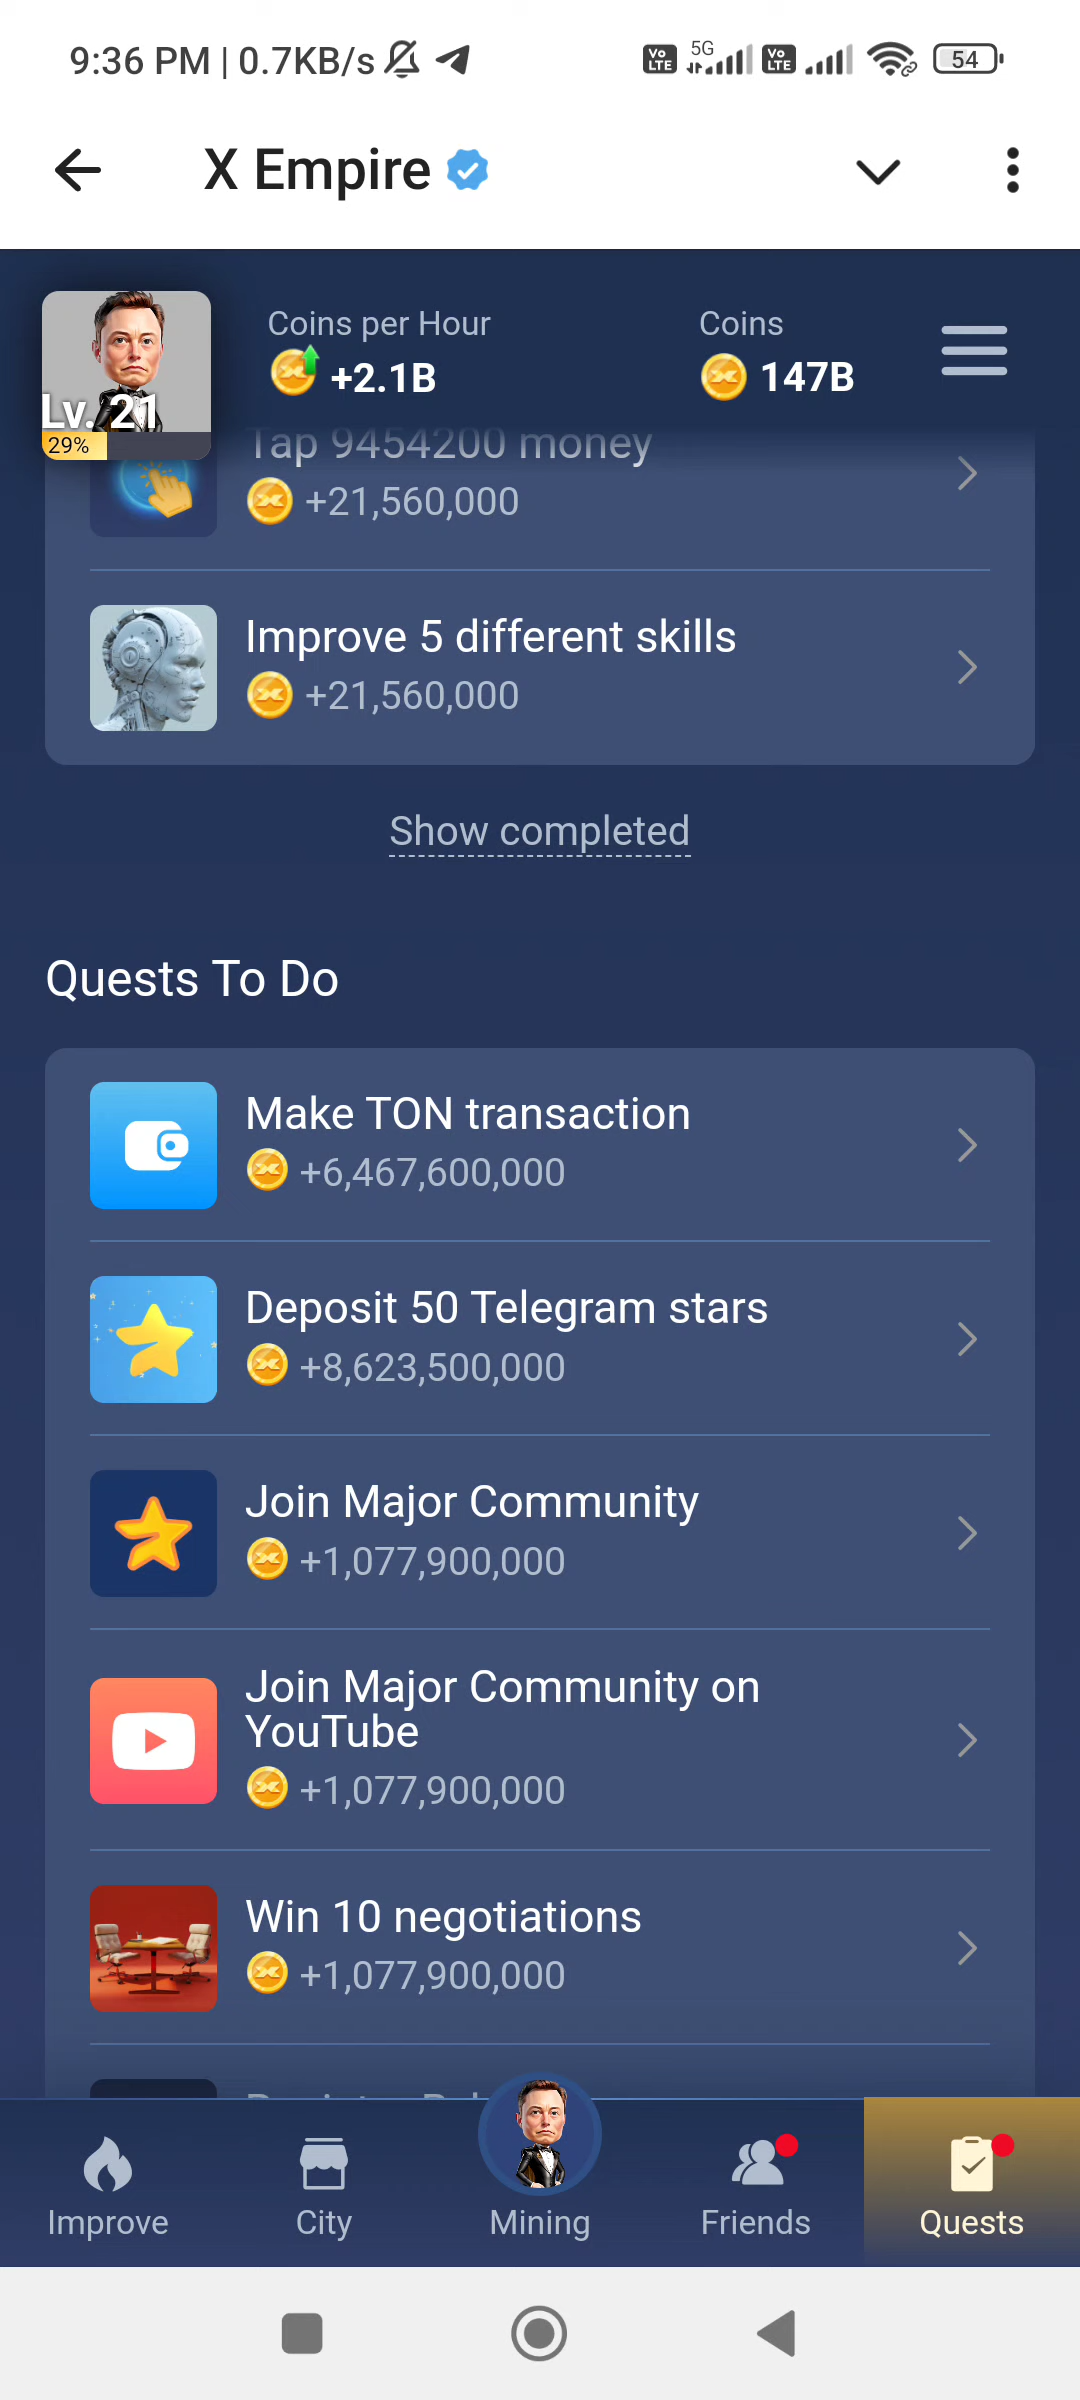 9:36 PM | 0.7KB/s
Vo LTE 5G Vo LTE 54
X Empire
Coins per Hour
+2.1B
Coins
147B
Lv. 21
29%
Tap 9454200 money
+21,560,000
Improve 5 different skills
+21,560,000
Show completed
Quests To Do
Make TON transaction
+6,467,600,000
Deposit 50 Telegram stars
+8,623,500,000
Join Major Community
+1,077,900,000
Join Major Community on
YouTube
+1,077,900,000
Win 10 negotiations
+1,077,900,000
Improve
City
Mining
Friends
Quests